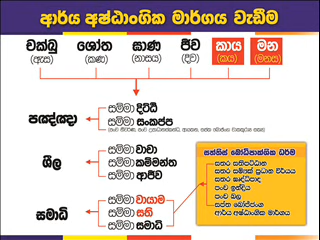 ආර්ය අෂ්ඨාංගික මාර්ගය වැඩීම
චක්ඛු ශෝත ඝාණ ජීව කාය මන
(ඇස) (කණ) (නාසය) (දිව) (කය) (මනස)
පඤ්ඤා
සම්මා දිට්ඨි
සම්මා සංකප්ප
ශීල
සම්මා වාචා
සම්මා කම්මන්ත
සම්මා ආජීව
සමාධි
සම්මා වායාම
සම්මා සති
සම්මා සමාධි
සත්තිස් බෝධිපාක්ශික ධර්ම
සතර සතිපට්ඨාන
සතර සම්‍යක් ප්‍රධාන වීර්යය
සතර ඍද්ධිපාද
පංච ඉන්ද්‍රිය
පංච බල
සප්ත බොජ්ඣංග
ආර්ය අෂ්ඨාංගික මාර්ගය